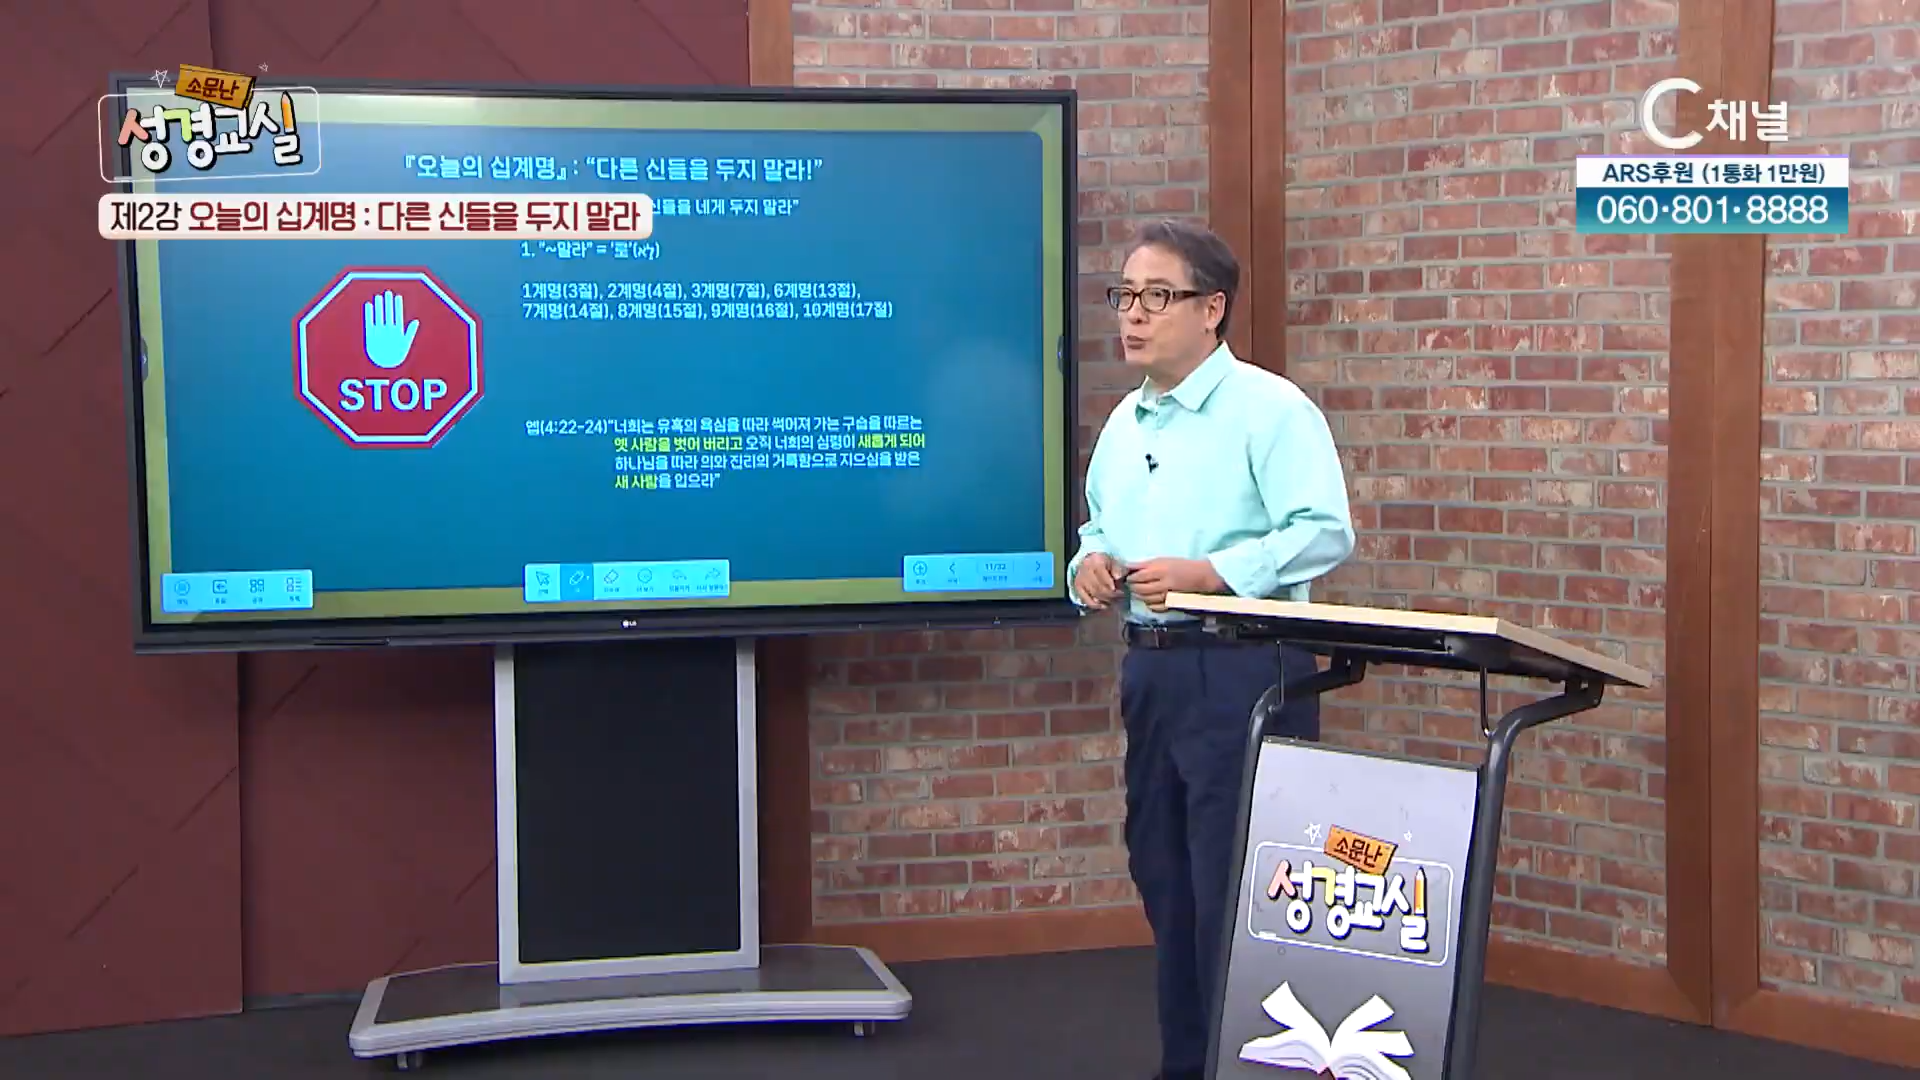 소문난
성경교실
제2강 오늘의 십계명 : 다른 신들을 두지 말라
C채널
ARS후원 (1통화 1만원)
060·801·8888
『오늘의 십계명』 : “다른 신들을 두지 말라!”
신들을 네게 두지 말라”
1. “~말라” = ‘로’(לֹא)
1계명(3절), 2계명(4절), 3계명(7절), 6계명(13절),
7계명(14절), 8계명(15절), 9계명(16절), 10계명(17절)
STOP
엡(4:22-24)“너희는 유혹의 욕심을 따라 썩어져 가는 구습을 따르는
옛 사람을 벗어 버리고 오직 너희의 심령이 새롭게 되어
하나님을 따라 의와 진리의 거룩함으로 지으심을 받은
새 사람을 입으라”
11/32
LG
소문난
성경교실